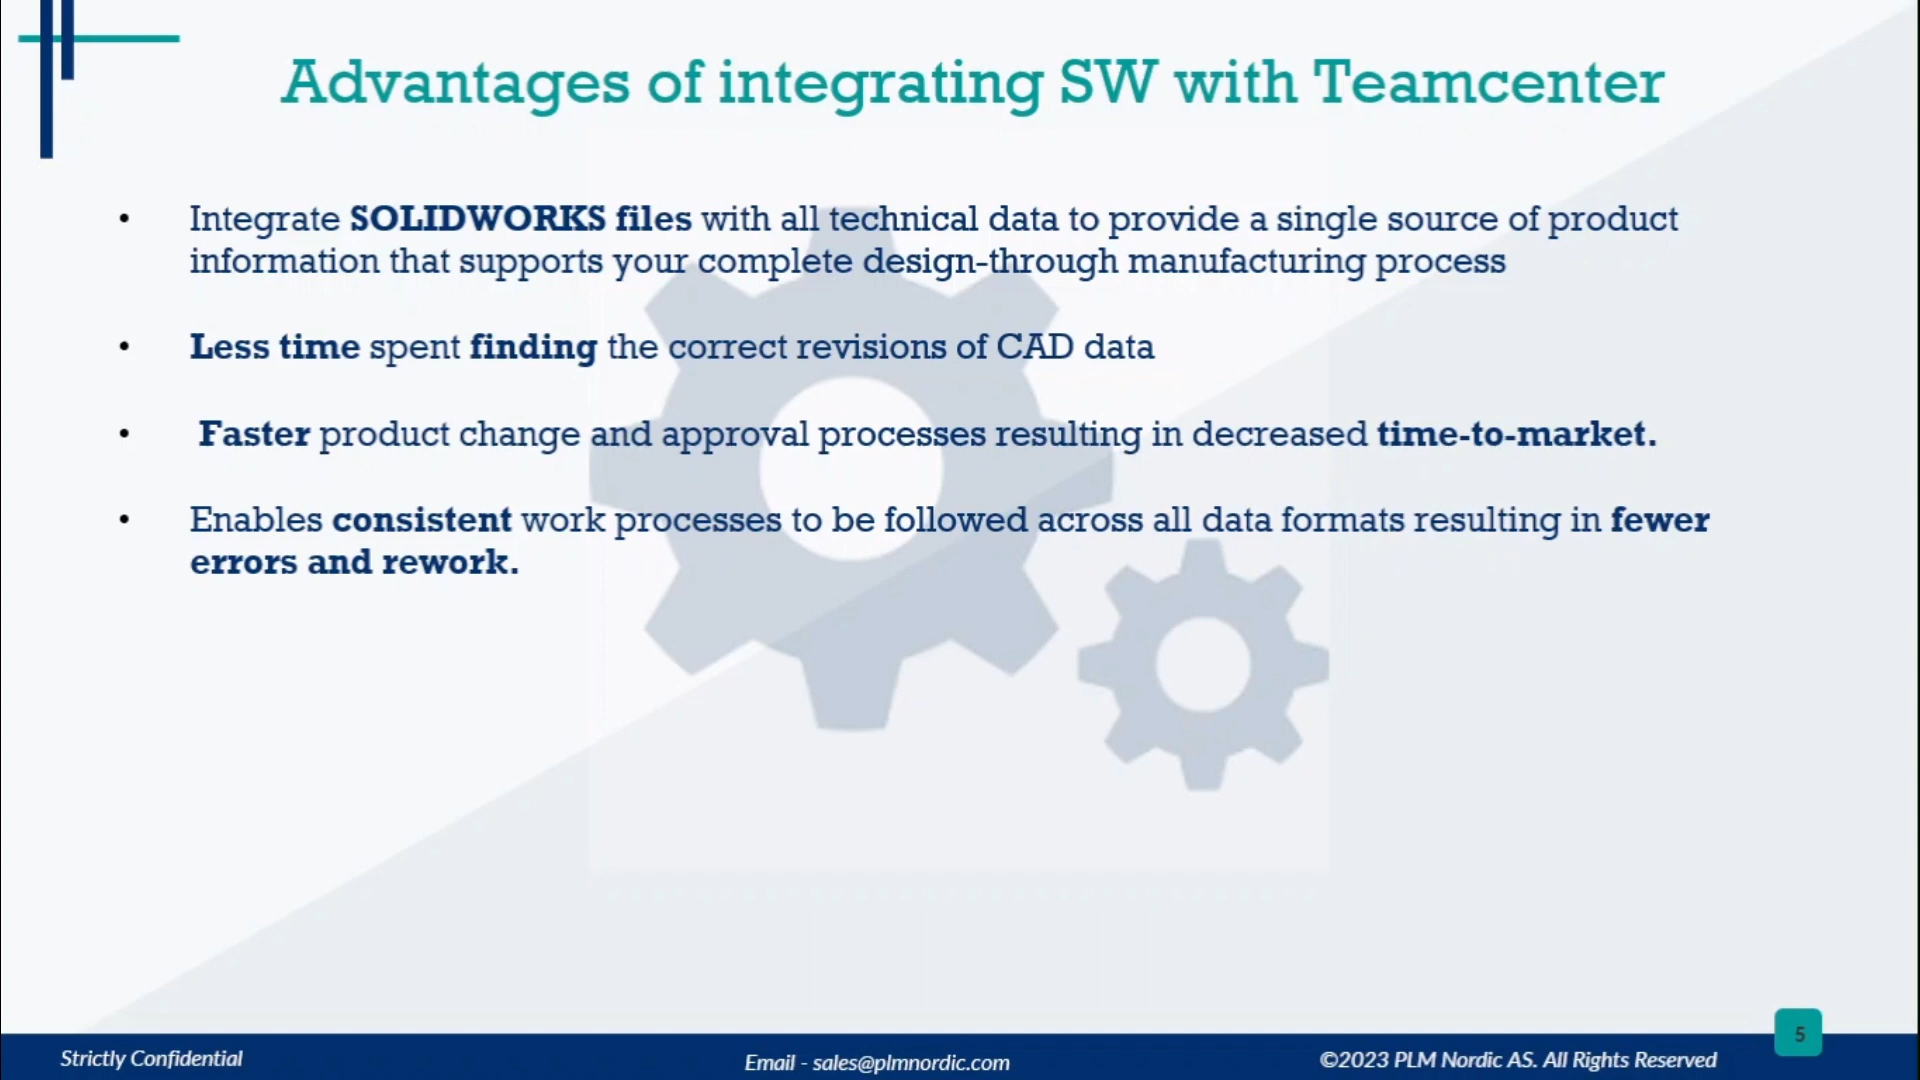 Advantages of integrating SW with Teamcenter
• Integrate SOLIDWORKS files with all technical data to provide a single source of product
information that supports your complete design-through manufacturing process
• Less time spent finding the correct revisions of CAD data
• Faster product change and approval processes resulting in decreased time-to-market.
• Enables consistent work processes to be followed across all data formats resulting in fewer
errors and rework.
5
Strictly Confidential
Email - sales@plmnordic.com
©2023 PLM Nordic AS. All Rights Reserved